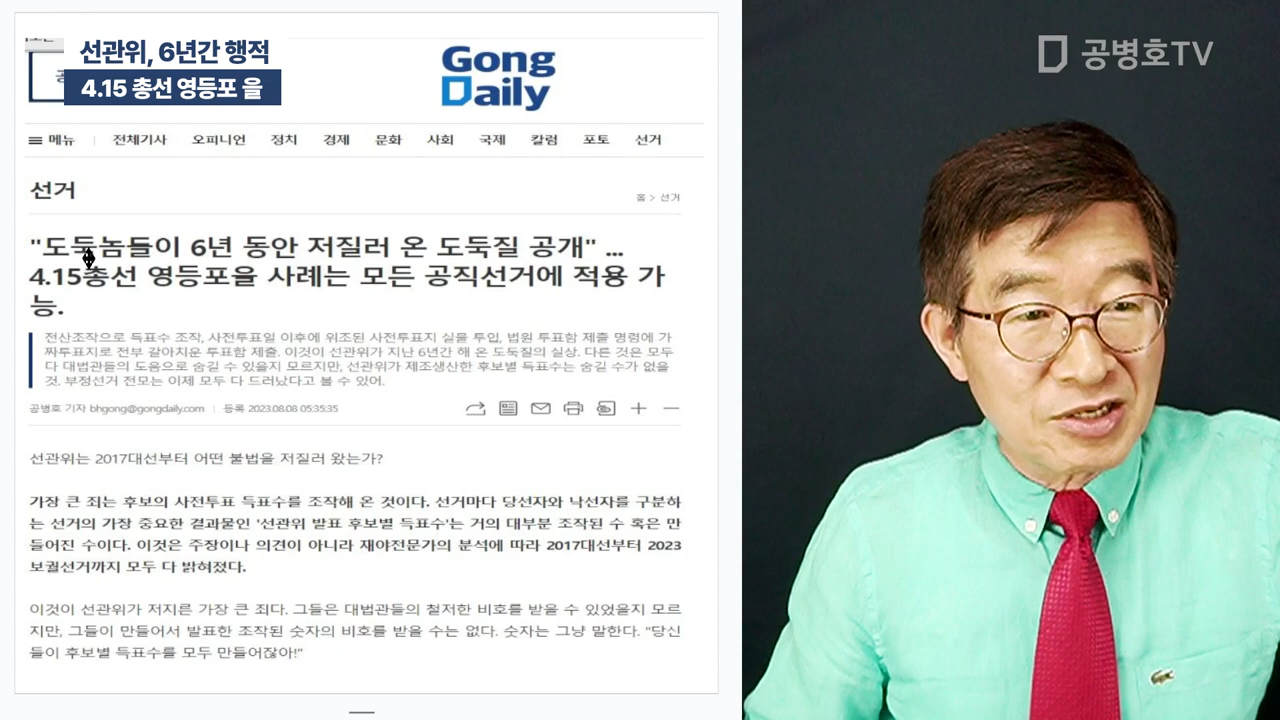 선관위, 6년간 행적
4.15 총선 영등포 을
Gong
Daily
공병호TV
메뉴
전체기사
오피니언
정치
경제
문화
사회
국제
칼럼
포토
선거
선거
홈 > 선거
"도둑놈들이 6년 동안 저질러 온 도둑질 공개" ...
4.15총선 영등포을 사례는 모든 공직선거에 적용 가
능.
전산조작으로 득표수 조작, 사전투표일 이후에 위조된 사전투표지 실물 투입, 법원 투표함 제출 명령에 가
짜투표지로 전부 갈아치운 투표함 제출. 이것이 선관위가 지난 6년간 해 온 도둑질의 실상. 다른 것은 모두
다 대법관들의 도움으로 숨길 수 있을지 모르지만, 선관위가 제조생산한 후보별 득표수는 숨길 수가 없을
것. 부정선거 전모는 이제 모두 다 드러났다고 볼 수 있어.
공병호 기자 bhgong@gongdaily.com
등록 2023.08.08 05:35:35
선관위는 2017대선부터 어떤 불법을 저질러 왔는가?
가장 큰 죄는 후보의 사전투표 득표수를 조작해 온 것이다. 선거마다 당선자와 낙선자를 구분하
는 선거의 가장 중요한 결과물인 '선관위 발표 후보별 득표수'는 거의 대부분 조작된 수 혹은 만
들어진 수이다. 이것은 주장이나 의견이 아니라 재야전문가의 분석에 따라 2017대선부터 2023
보궐선거까지 모두 다 밝혀졌다.
이것이 선관위가 저지른 가장 큰 죄다. 그들은 대법관들의 철저한 비호를 받을 수 있었을지 모르
지만, 그들이 만들어서 발표한 조작된 숫자의 비호를 받을 수는 없다. 숫자는 그냥 말한다. "당신
들이 후보별 득표수를 모두 만들어잖아!"